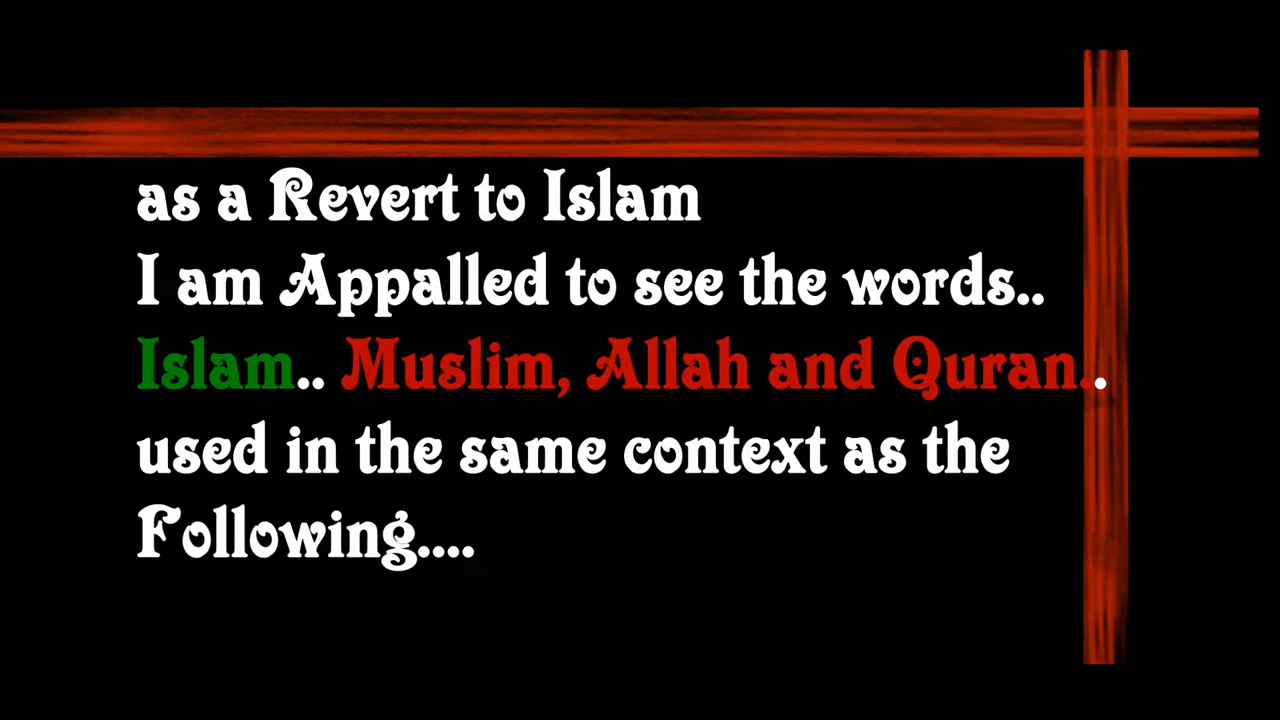 as a Revert to Islam
I am Appalled to see the words..
Islam.. Muslim, Allah and Quran..
used in the same context as the
Following....